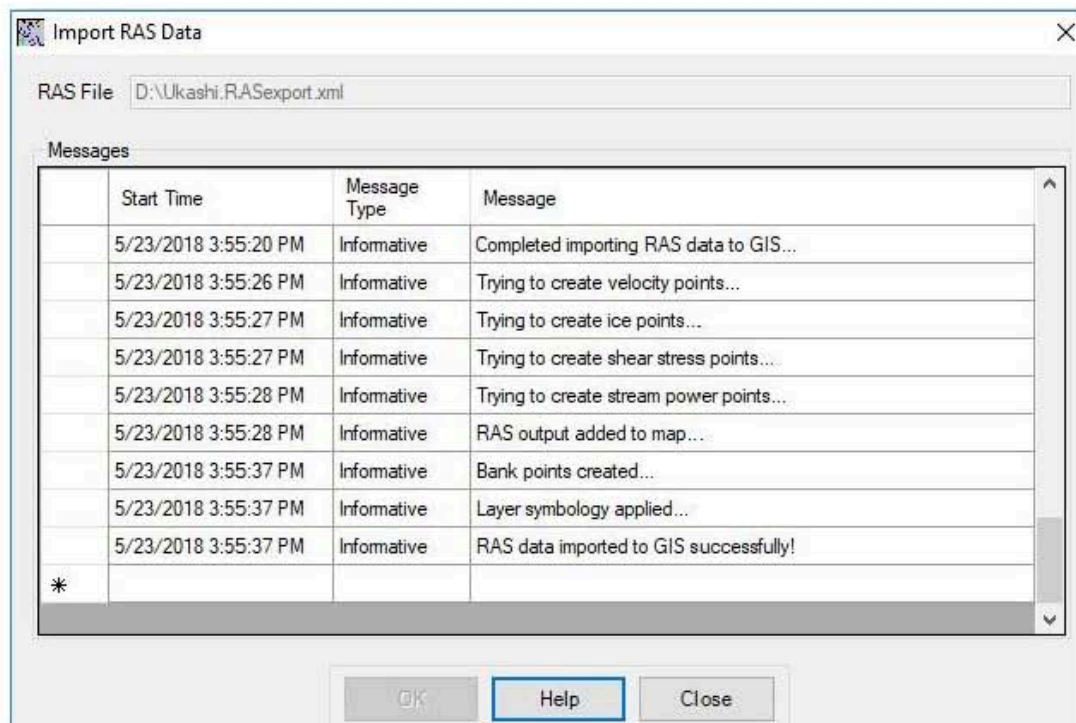 Import RAS Data
RAS File D:\Ukashi.RASexport.xml
Messages
Start Time Message Type Message
5/23/2018 3:55:20 PM Informative Completed importing RAS data to GIS...
5/23/2018 3:55:26 PM Informative Trying to create velocity points...
5/23/2018 3:55:27 PM Informative Trying to create ice points...
5/23/2018 3:55:27 PM Informative Trying to create shear stress points...
5/23/2018 3:55:28 PM Informative Trying to create stream power points...
5/23/2018 3:55:28 PM Informative RAS output added to map...
5/23/2018 3:55:37 PM Informative Bank points created...
5/23/2018 3:55:37 PM Informative Layer symbology applied...
5/23/2018 3:55:37 PM Informative RAS data imported to GIS successfully!
*
OK Help Close